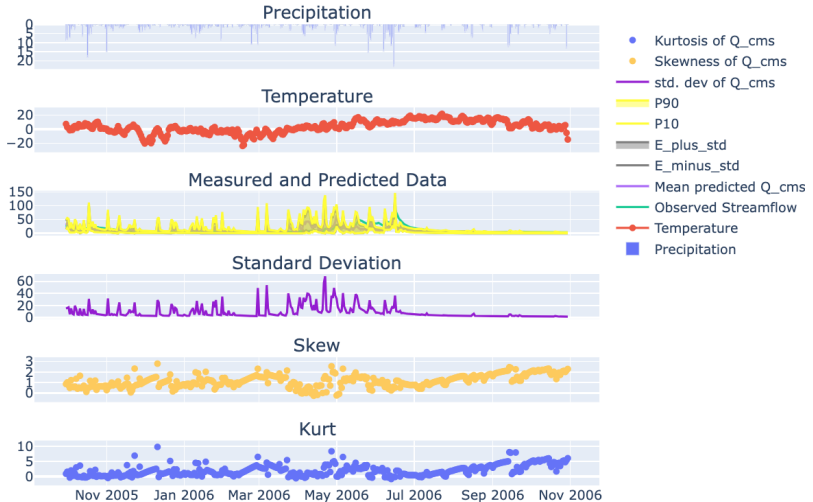 Precipitation
0
5
10
15
20
Temperature
20
0
−20
Measured and Predicted Data
150
100
50
0
Standard Deviation
60
40
20
0
Skew
3
2
1
0
Kurt
10
5
0
Nov 2005 Jan 2006 Mar 2006 May 2006 Jul 2006 Sep 2006 Nov 2006
Kurtosis of Q_cms
Skewness of Q_cms
std. dev of Q_cms
P90
P10
E_plus_std
E_minus_std
Mean predicted Q_cms
Observed Streamflow
Temperature
Precipitation